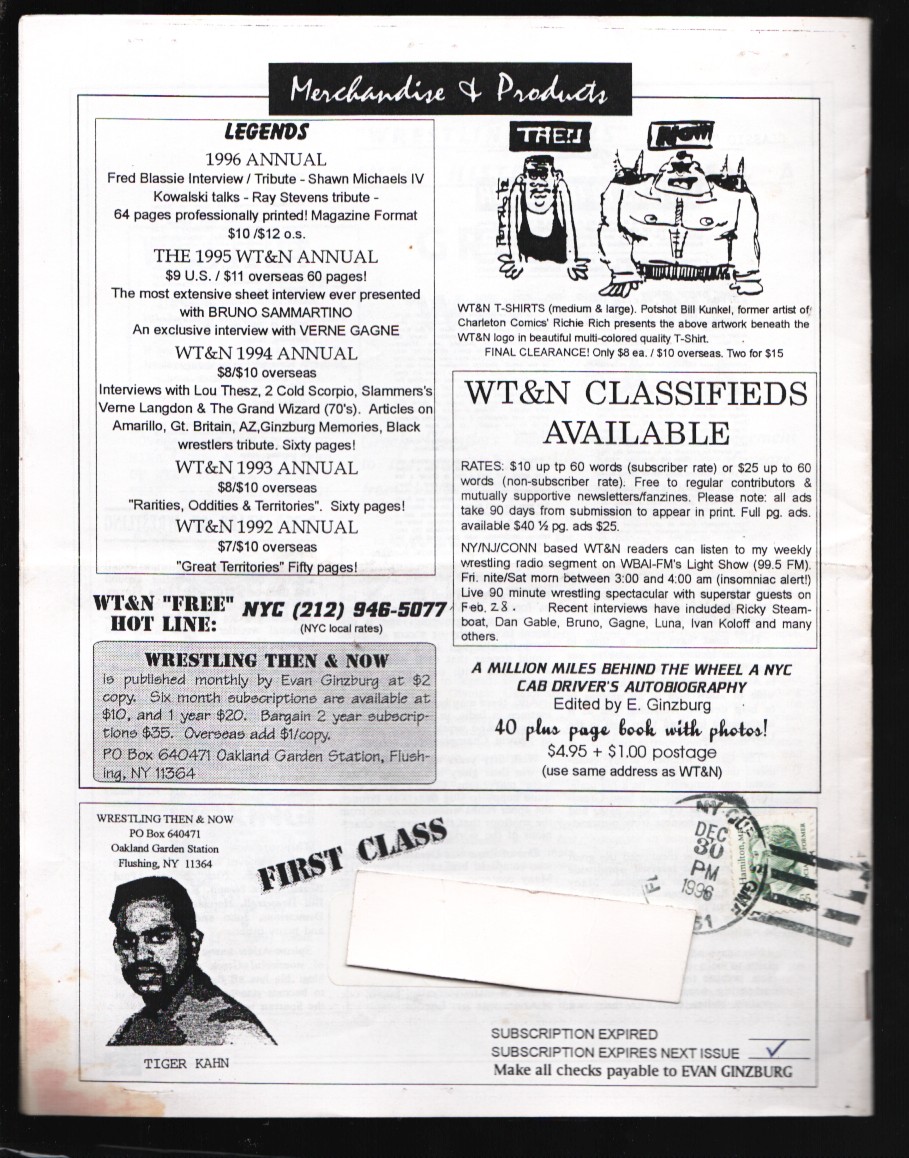 Merchandise & Products
LEGENDS
1996 ANNUAL
Fred Blassie Interview / Tribute - Shawn Michaels IV
Kowalski talks - Ray Stevens tribute -
64 pages professionally printed! Magazine Format
$10 /$12 o.s.
THE 1995 WT&N ANNUAL
$9 U.S. / $11 overseas 60 pages!
The most extensive sheet interview ever presented
with BRUNO SAMMARTINO
An exclusive interview with VERNE GAGNE
WT&N 1994 ANNUAL
$8/$10 overseas
Interviews with Lou Thesz, 2 Cold Scorpio, Slammers's
Verne Langdon & The Grand Wizard (70's). Articles on
Amarillo, Gt. Britain, AZ,Ginzburg Memories, Black
wrestlers tribute. Sixty pages!
WT&N 1993 ANNUAL
$8/$10 overseas
"Rarities, Oddities & Territories". Sixty pages!
WT&N 1992 ANNUAL
$7/$10 overseas
"Great Territories" Fifty pages!
WT&N "FREE"
HOT LINE:
NYC (212) 946-5077
(NYC local rates)
WRESTLING THEN & NOW
is published monthly by Evan Ginzburg at $2
copy. Six month subscriptions are available at
$10, and 1 year $20. Bargain 2 year subscrip-
tions $35. Overseas add $1/copy.
PO Box 640471 Oakland Garden Station, Flush-
ing, NY 11364
THEN
NOW
WT&N T-SHIRTS (medium & large). Potshot Bill Kunkel, former artist of
Charleton Comics' Richie Rich presents the above artwork beneath the
WT&N logo in beautiful multi-colored quality T-Shirt.
FINAL CLEARANCE! Only $8 ea. / $10 overseas. Two for $15
WT&N CLASSIFIEDS
AVAILABLE
RATES: $10 up tp 60 words (subscriber rate) or $25 up to 60
words (non-subscriber rate). Free to regular contributors &
mutually supportive newsletters/fanzines. Please note: all ads
take 90 days from submission to appear in print. Full pg. ads.
available $40 ½ pg. ads $25.
NY/NJ/CONN based WT&N readers can listen to my weekly
wrestling radio segment on WBAI-FM's Light Show (99.5 FM).
Fri. nite/Sat morn between 3:00 and 4:00 am (insomniac alert!)
Live 90 minute wrestling spectacular with superstar guests on
Feb. 28. Recent interviews have included Ricky Steam-
boat, Dan Gable, Bruno, Gagne, Luna, Ivan Koloff and many
others.
A MILLION MILES BEHIND THE WHEEL A NYC
CAB DRIVER'S AUTOBIOGRAPHY
Edited by E. Ginzburg
40 plus page book with photos!
$4.95 + $1.00 postage
(use same address as WT&N)
WRESTLING THEN & NOW
PO Box 640471
Oakland Garden Station
Flushing, NY 11364
FIRST CLASS
NY
DEC
30
PM
1996
TIGER KAHN
SUBSCRIPTION EXPIRED
SUBSCRIPTION EXPIRES NEXT ISSUE ✓
Make all checks payable to EVAN GINZBURG